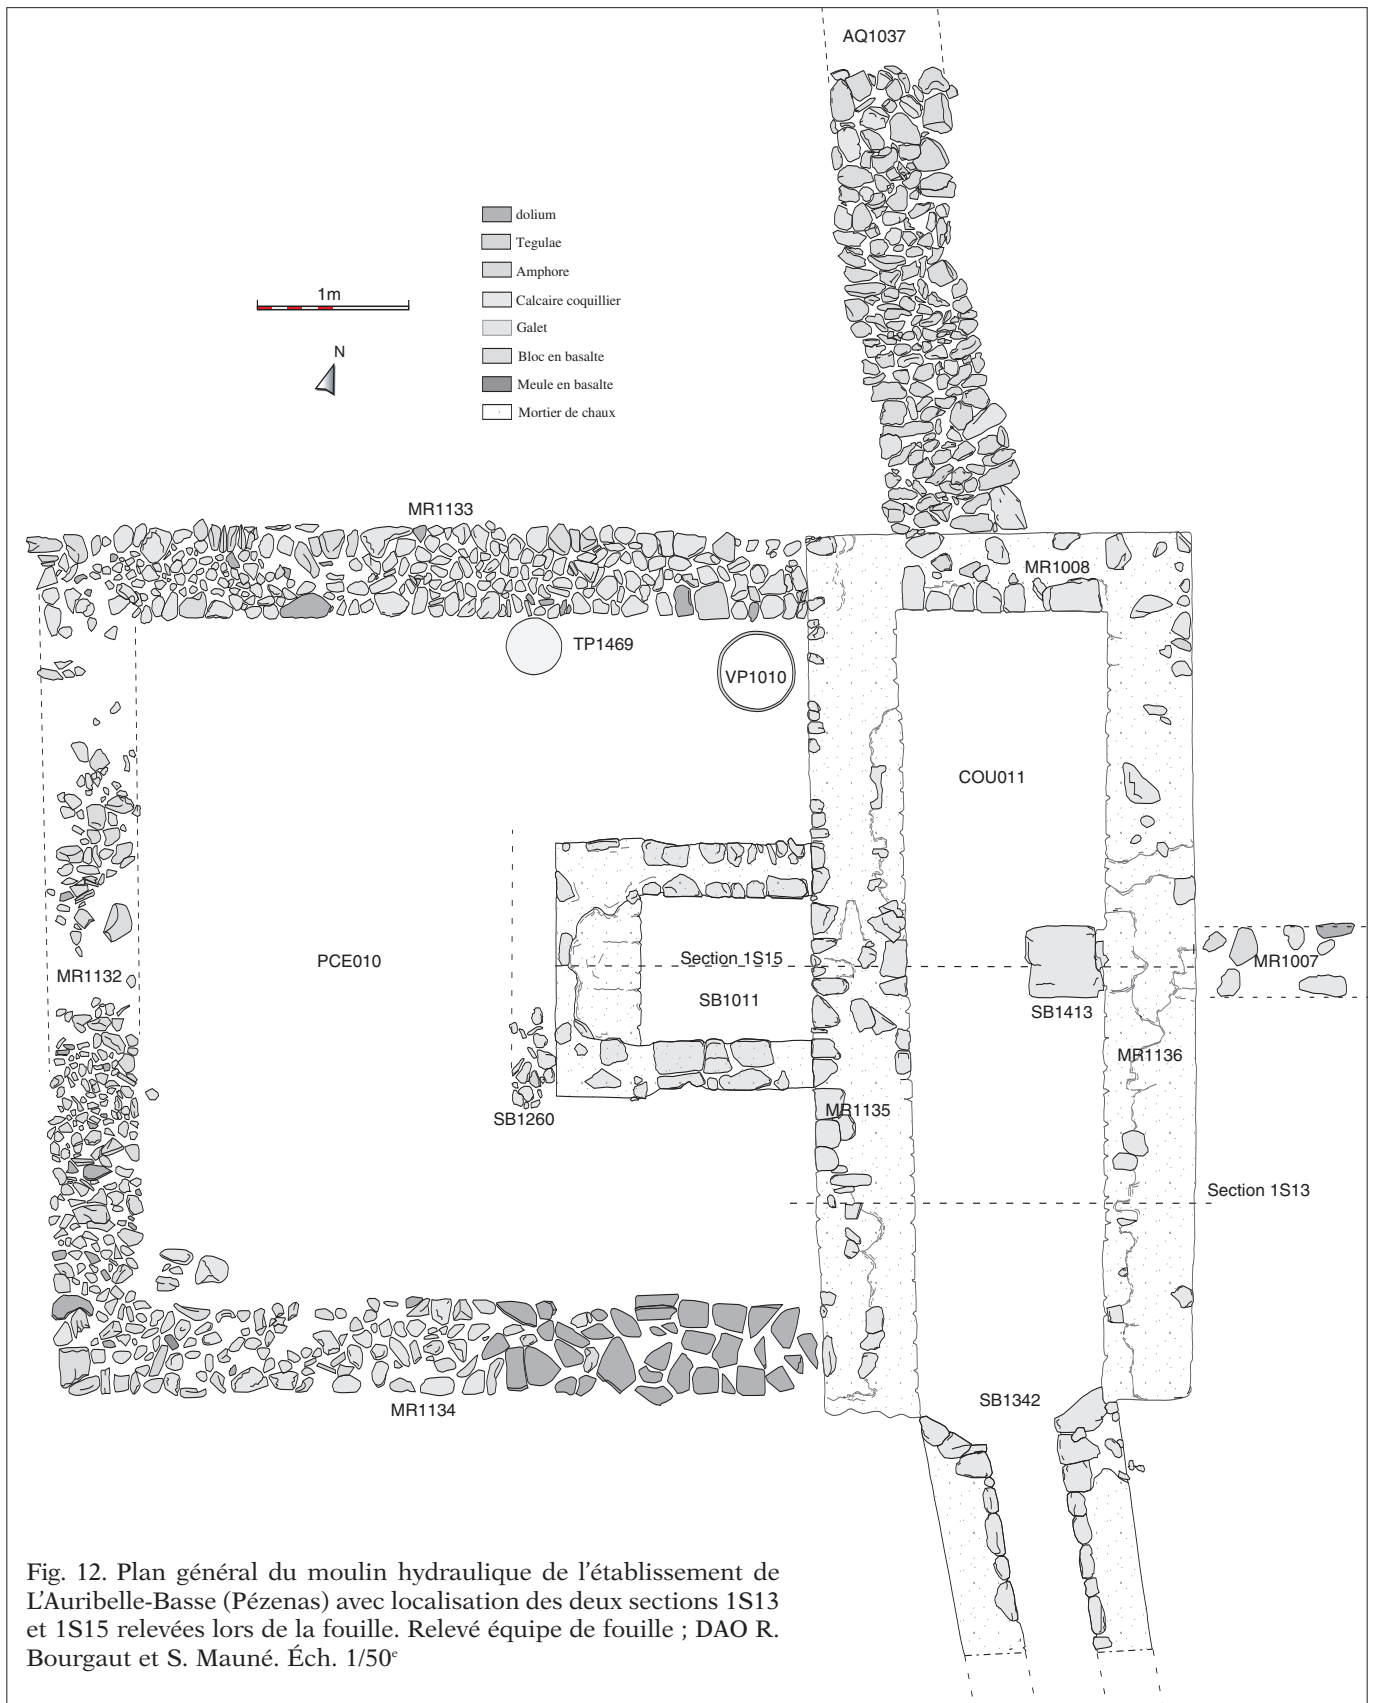 AQ1037
dolium
Tegulae
Amphore
Calcaire coquillier
Galet
Bloc en basalte
Meule en basalte
Mortier de chaux
1m
N
MR1133
MR1008
TP1469
VP1010
COU011
PCE010
Section 1S15
MR1007
MR1132
SB1011
SB1413
MR1136
MR1135
SB1260
Section 1S13
SB1342
MR1134
Fig. 12. Plan général du moulin hydraulique de l'établissement de
L'Auribelle-Basse (Pézenas) avec localisation des deux sections 1S13
et 1S15 relevées lors de la fouille. Relevé équipe de fouille ; DAO R.
Bourgaut et S. Mauné. Éch. 1/50e